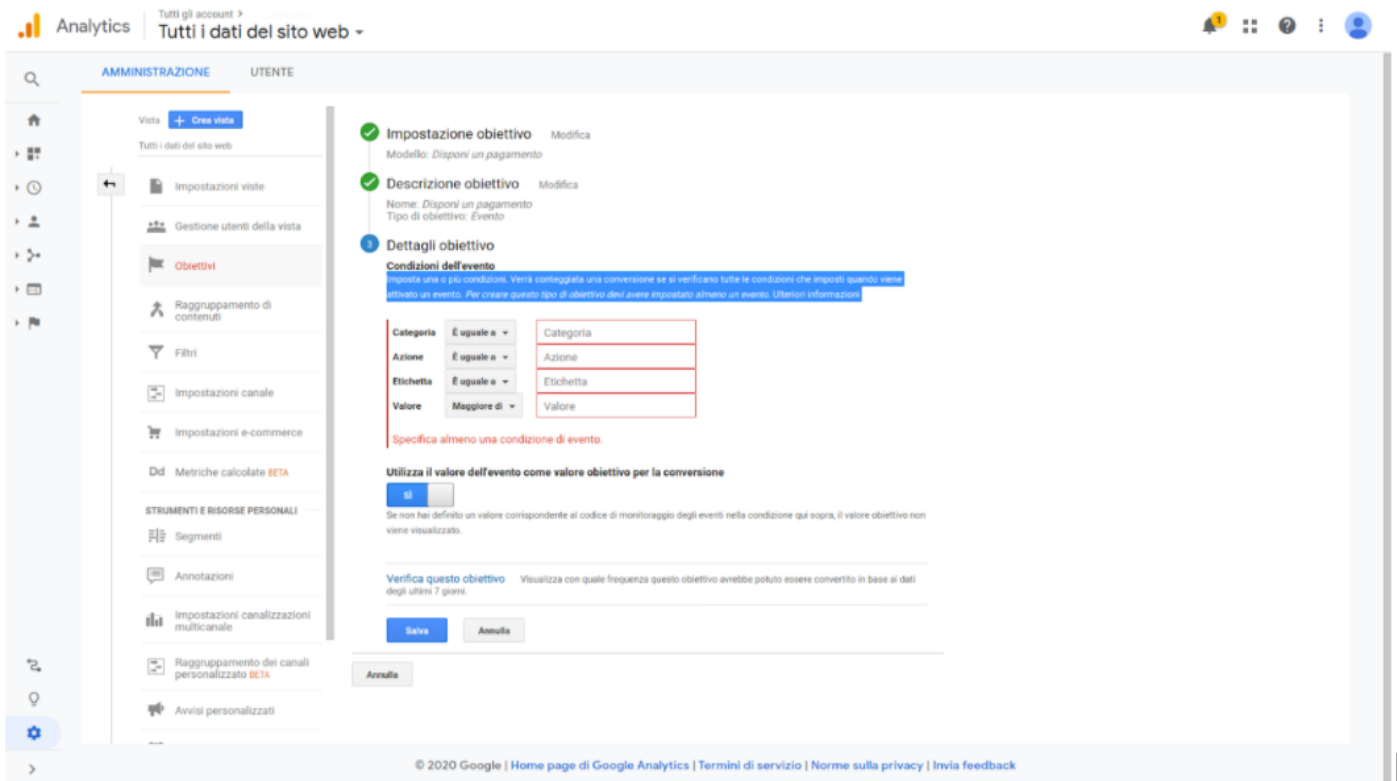 Tutti gli account >
Analytics
Tutti i dati del sito web
1
AMMINISTRAZIONE
UTENTE
Vista
+ Crea vista
Tutti i dati del sito web
Impostazioni viste
Gestione utenti della vista
Obiettivi
Raggruppamento di
contenuti
Filtri
Impostazioni canale
Impostazioni e-commerce
Dd Metriche calcolate BETA
STRUMENTI E RISORSE PERSONALI
Segmenti
Annotazioni
Impostazioni canalizzazioni
multicanale
Raggruppamento dei canali
personalizzato BETA
Avvisi personalizzati
Impostazione obiettivo Modifica
Modello: Disponi un pagamento
Descrizione obiettivo Modifica
Nome: Disponi un pagamento
Tipo di obiettivo: Evento
3 Dettagli obiettivo
Condizioni dell'evento
Imposta una o più condizioni. Verrà conteggiata una conversione se si verificano tutte le condizioni che imposti quando viene
attivato un evento. Per creare questo tipo di obiettivo devi avere impostato almeno un evento. Ulteriori informazioni
Categoria È uguale a Categoria
Azione È uguale a Azione
Etichetta È uguale a Etichetta
Valore Maggiore di Valore
Specifica almeno una condizione di evento.
Utilizza il valore dell'evento come valore obiettivo per la conversione
SÌ
Se non hai definito un valore corrispondente al codice di monitoraggio degli eventi nella condizione qui sopra, il valore obiettivo non
viene visualizzato.
Verifica questo obiettivo Visualizza con quale frequenza questo obiettivo avrebbe potuto essere convertito in base ai dati
degli ultimi 7 giorni.
Salva
Annulla
Annulla
© 2020 Google | Home page di Google Analytics | Termini di servizio | Norme sulla privacy | Invia feedback